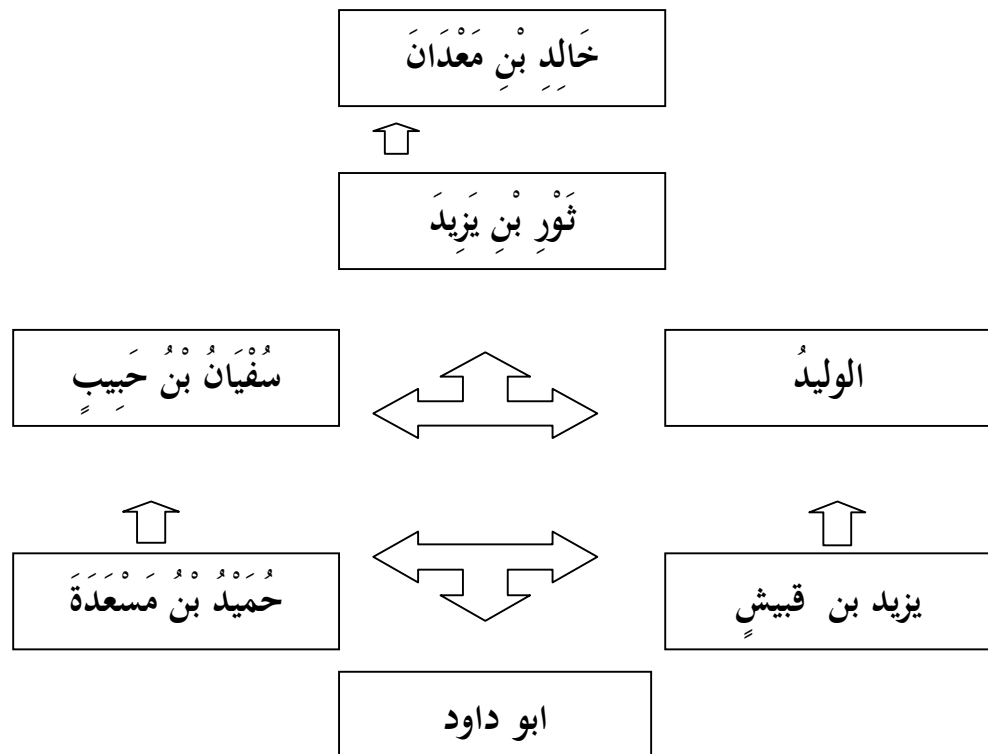 خَالِدِ بْنِ مَعْدَانَ
ثَوْرِ بْنِ يَزِيدَ
الوليدُ
سُفْيَانُ بْنُ حَبِيبٍ
يزيد بن قبيشٍ
حُمَيْدُ بْنُ مَسْعَدَةَ
ابو داود